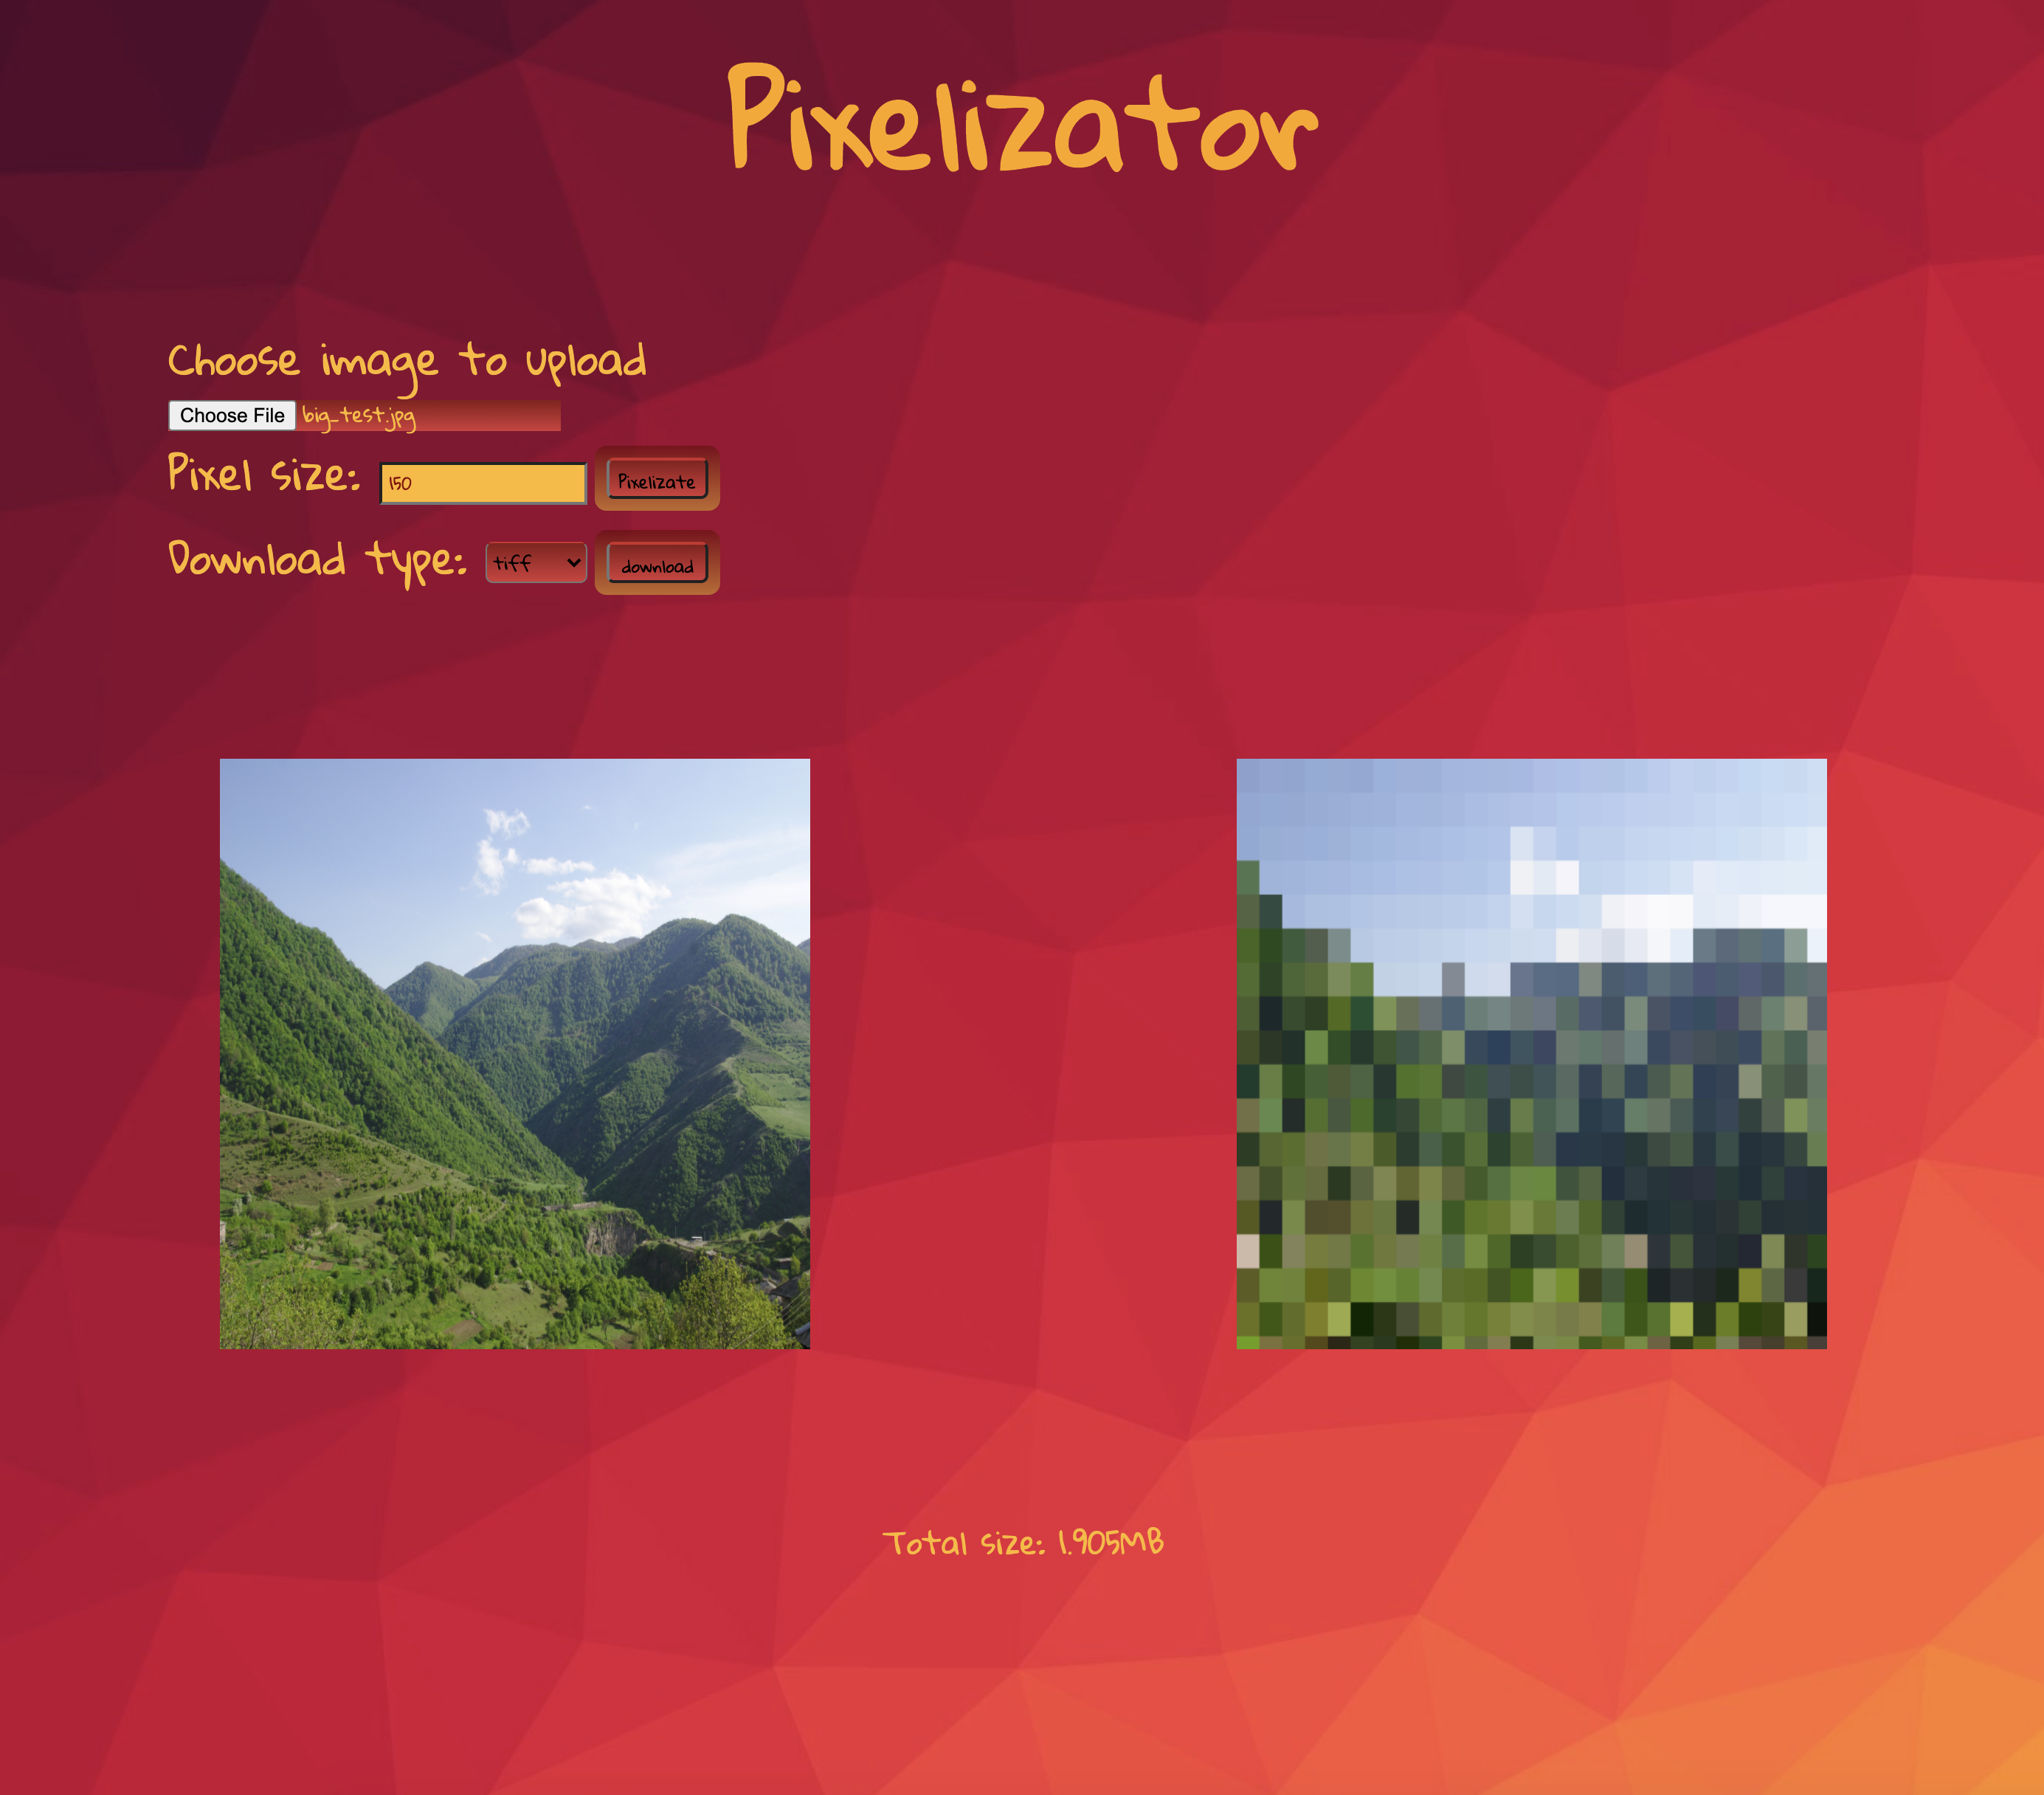 Pixelizator
Choose image to upload
Choose File big_test.jpg
Pixel size: 150 Pixelizate
Download type: tiff download
Total size: 1.905MB